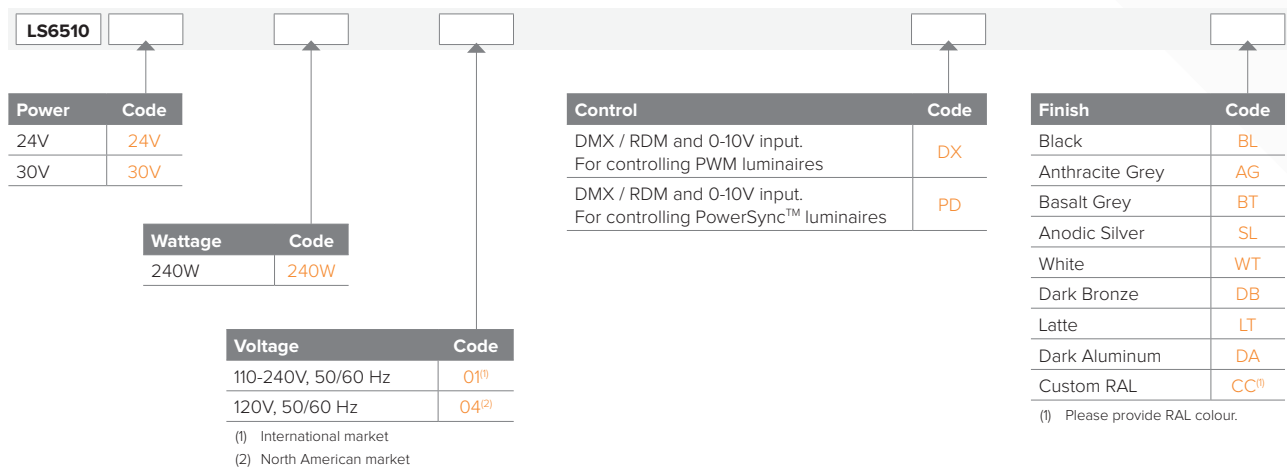 LS6510
Power Code
24V 24V
30V 30V
Wattage Code
240W 240W
Voltage Code
110-240V, 50/60 Hz 01(1)
120V, 50/60 Hz 04(2)
(1) International market
(2) North American market
Control Code
DMX / RDM and 0-10V input.
For controlling PWM luminaires
DX
DMX / RDM and 0-10V input.
For controlling PowerSync™ luminaires
PD
Finish Code
Black BL
Anthracite Grey AG
Basalt Grey BT
Anodic Silver SL
White WT
Dark Bronze DB
Latte LT
Dark Aluminum DA
Custom RAL CC(1)
(1) Please provide RAL colour.